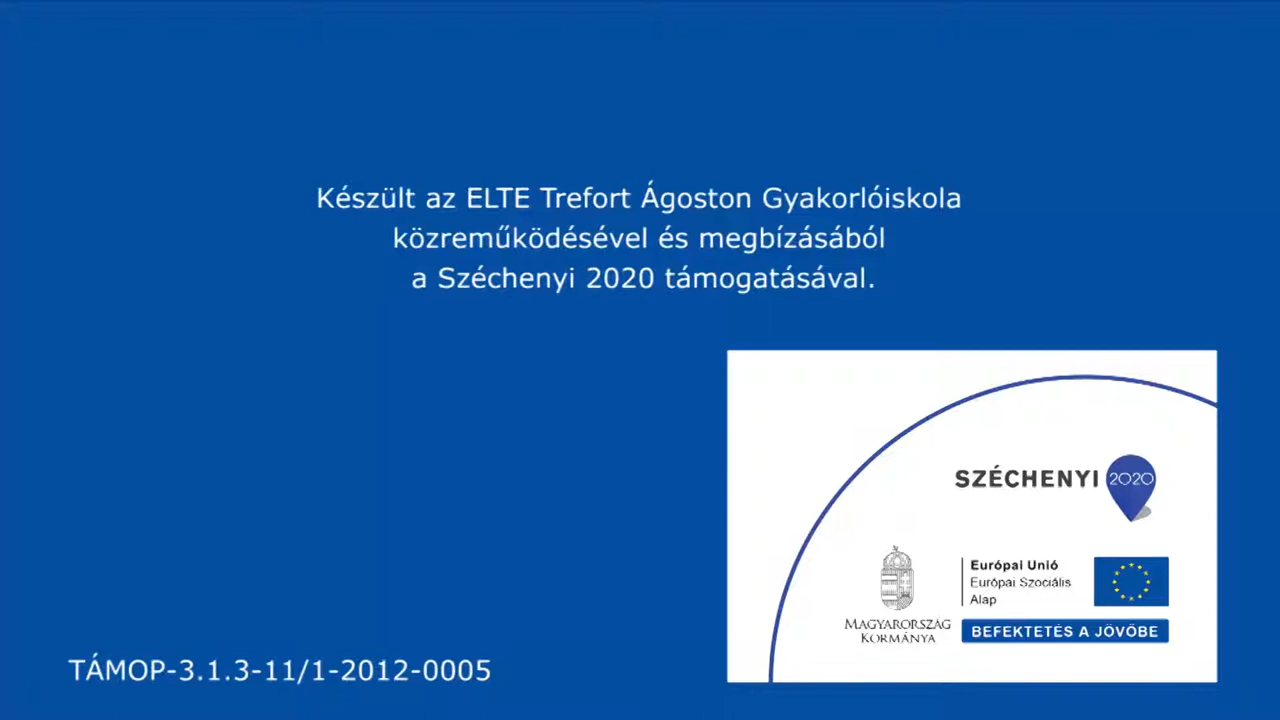 Készült az ELTE Trefort Ágoston Gyakorlóiskola
közreműködésével és megbízásából
a Széchenyi 2020 támogatásával.
SZÉCHENYI 2020
MAGYARORSZÁG
KORMÁNYA
Európai Unió
Európai Szociális
Alap
BEFEKTETÉS A JÖVŐBE
TÁMOP-3.1.3-11/1-2012-0005